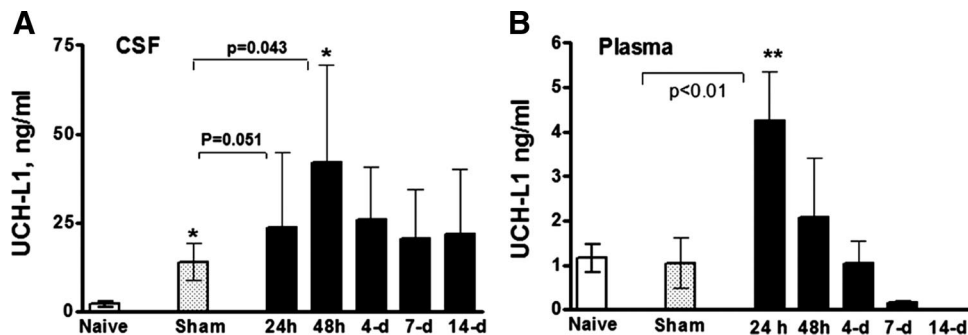 A
CSF
UCH-L1, ng/ml
75
50
25
0
p=0.043
*
P=0.051
*
Naive Sham 24h 48h 4-d 7-d 14-d
B
Plasma
UCH-L1 ng/ml
6
5
4
3
2
1
0
**
p<0.01
Naive Sham 24 h 48h 4-d 7-d 14-d